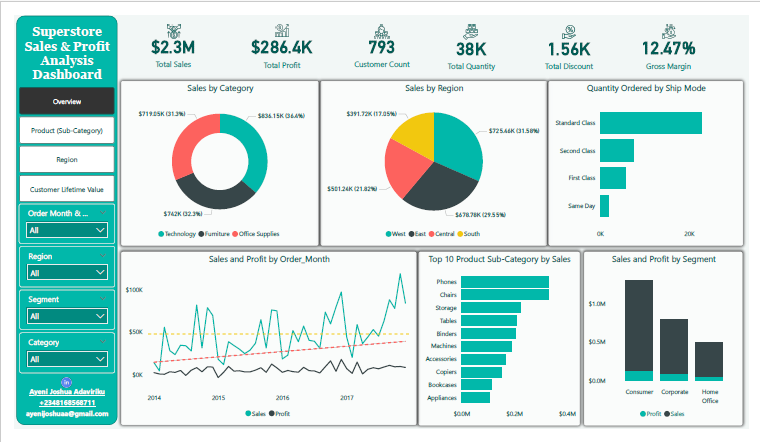 Superstore
Sales & Profit
Analysis
Dashboard
Overview
Product (Sub-Category)
Region
Customer Lifetime Value
Order Month & ...
All
Region
All
Segment
All
Category
All
in
Ayeni Joshua Adaviriku
+2348168568711
ayenijoshuaa@gmail.com
$2.3M
Total Sales
$286.4K
Total Profit
793
Customer Count
38K
Total Quantity
1.56K
Total Discount
12.47%
Gross Margin
Sales by Category
$719.05K (31.3%)
$836.15K (36.4%)
$742K (32.3%)
Technology Furniture Office Supplies
Sales by Region
$391.72K (17.05%)
$725.46K (31.58%)
$501.24K (21.82%)
$678.78K (29.55%)
West East Central South
Quantity Ordered by Ship Mode
Standard Class
Second Class
First Class
Same Day
0K 20K
Sales and Profit by Order_Month
$100K
$50K
$0K
2014 2015 2016 2017
Sales Profit
Top 10 Product Sub-Category by Sales
Phones
Chairs
Storage
Tables
Binders
Machines
Accessories
Copiers
Bookcases
Appliances
$0.0M $0.2M $0.4M
Sales and Profit by Segment
$1.0M
$0.5M
$0.0M
Consumer Corporate Home
Office
Profit Sales